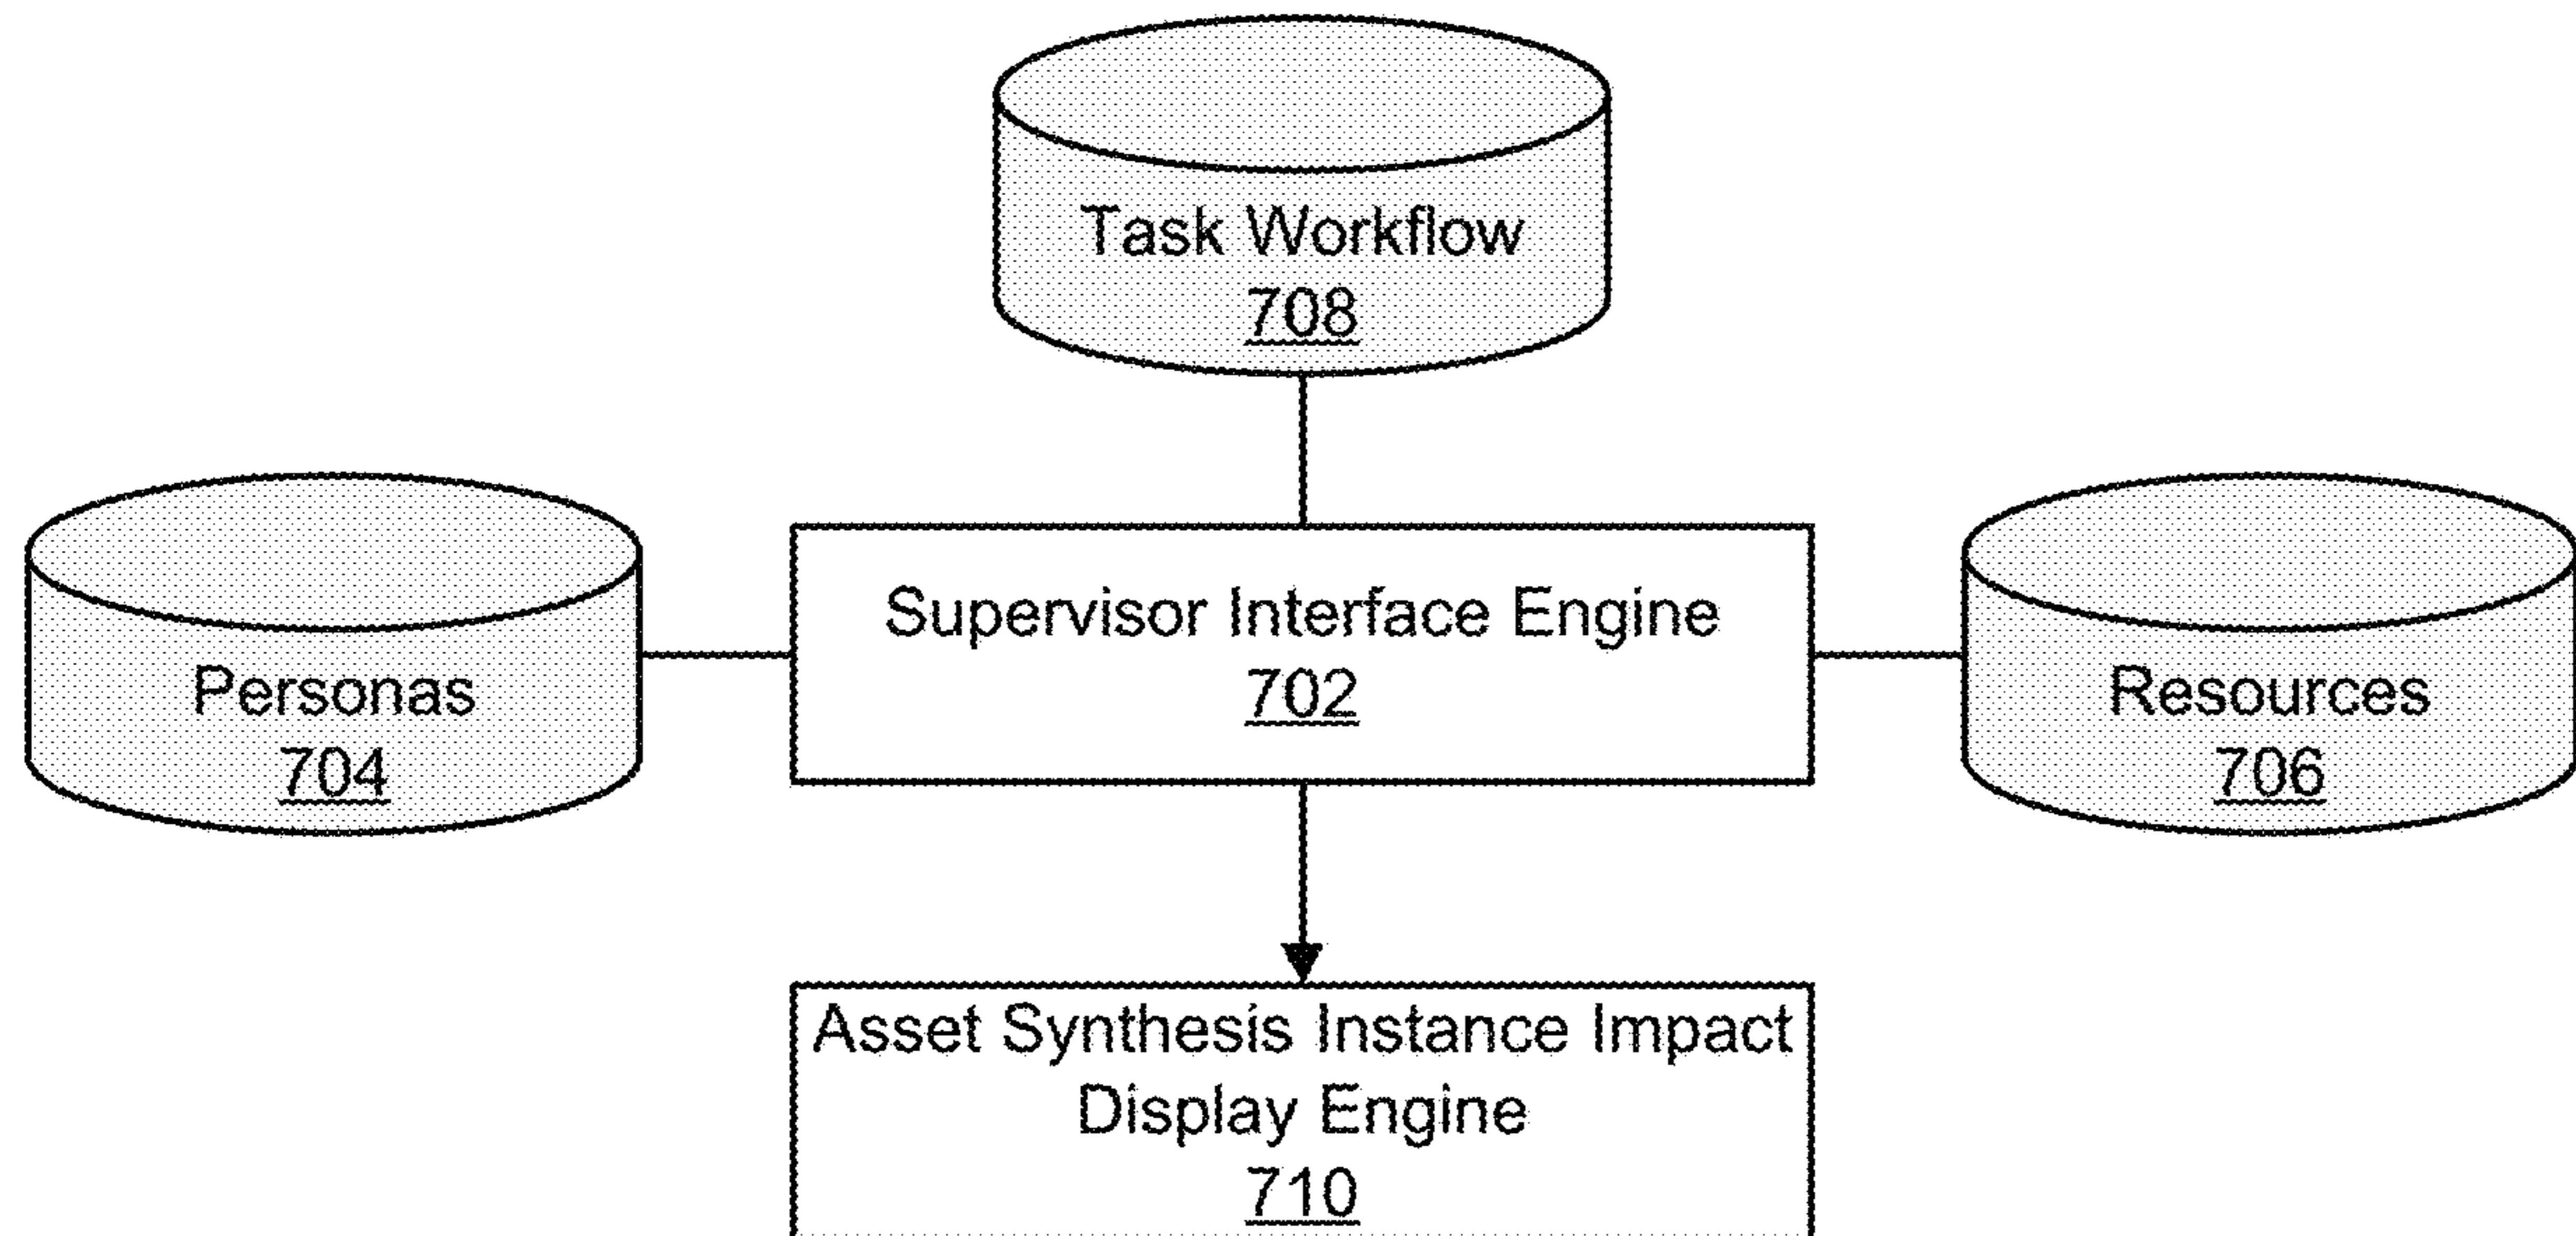 Task Workflow
708
Supervisor Interface Engine
702
Personas
704
Resources
706
Asset Synthesis Instance Impact
Display Engine
710